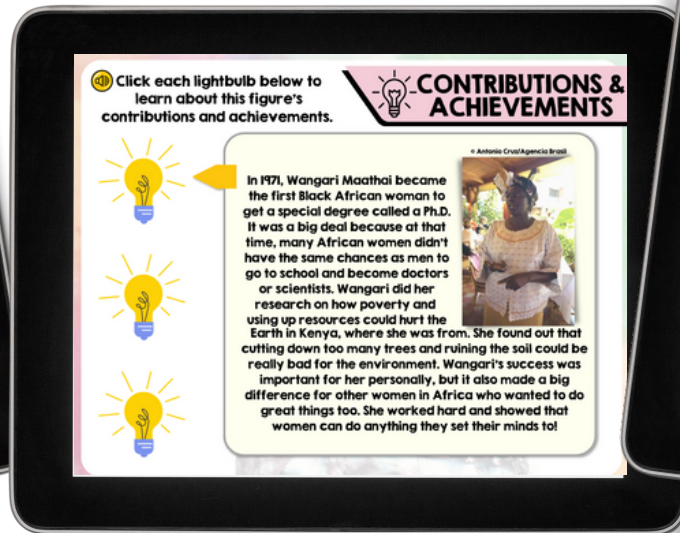 Click each lightbulb below to
learn about this figure's
contributions and achievements.
CONTRIBUTIONS &
ACHIEVEMENTS
© Antonio Cruz/Agencia Brasil
In 1971, Wangari Maathai became
the first Black African woman to
get a special degree called a Ph.D.
It was a big deal because at that
time, many African women didn't
have the same chances as men to
go to school and become doctors
or scientists. Wangari did her
research on how poverty and
using up resources could hurt the
Earth in Kenya, where she was from. She found out that
cutting down too many trees and ruining the soil could be
really bad for the environment. Wangari's success was
important for her personally, but it also made a big
difference for other women in Africa who wanted to do
great things too. She worked hard and showed that
women can do anything they set their minds to!